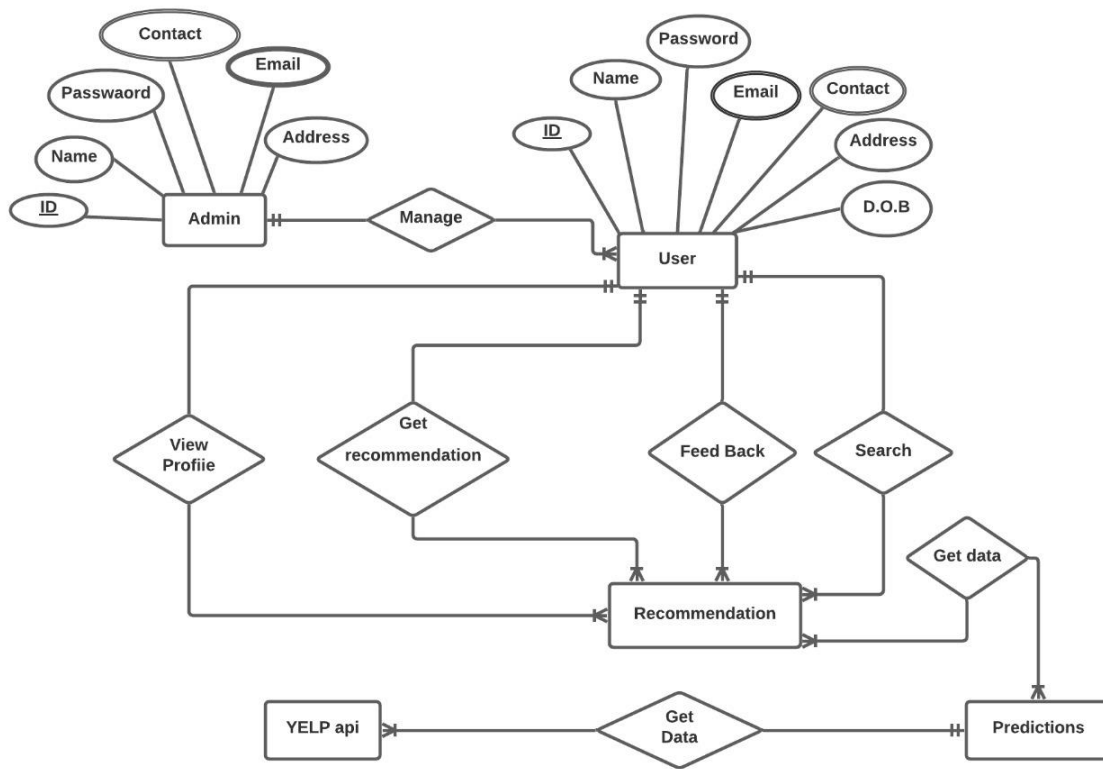 Contact
Email
Passwaord
Address
Name
ID
Admin
Manage
Password
Name
Email
Contact
ID
Address
D.O.B
User
View
Profiie
Get
recommendation
Feed Back
Search
Get data
Recommendation
YELP api
Get
Data
Predictions